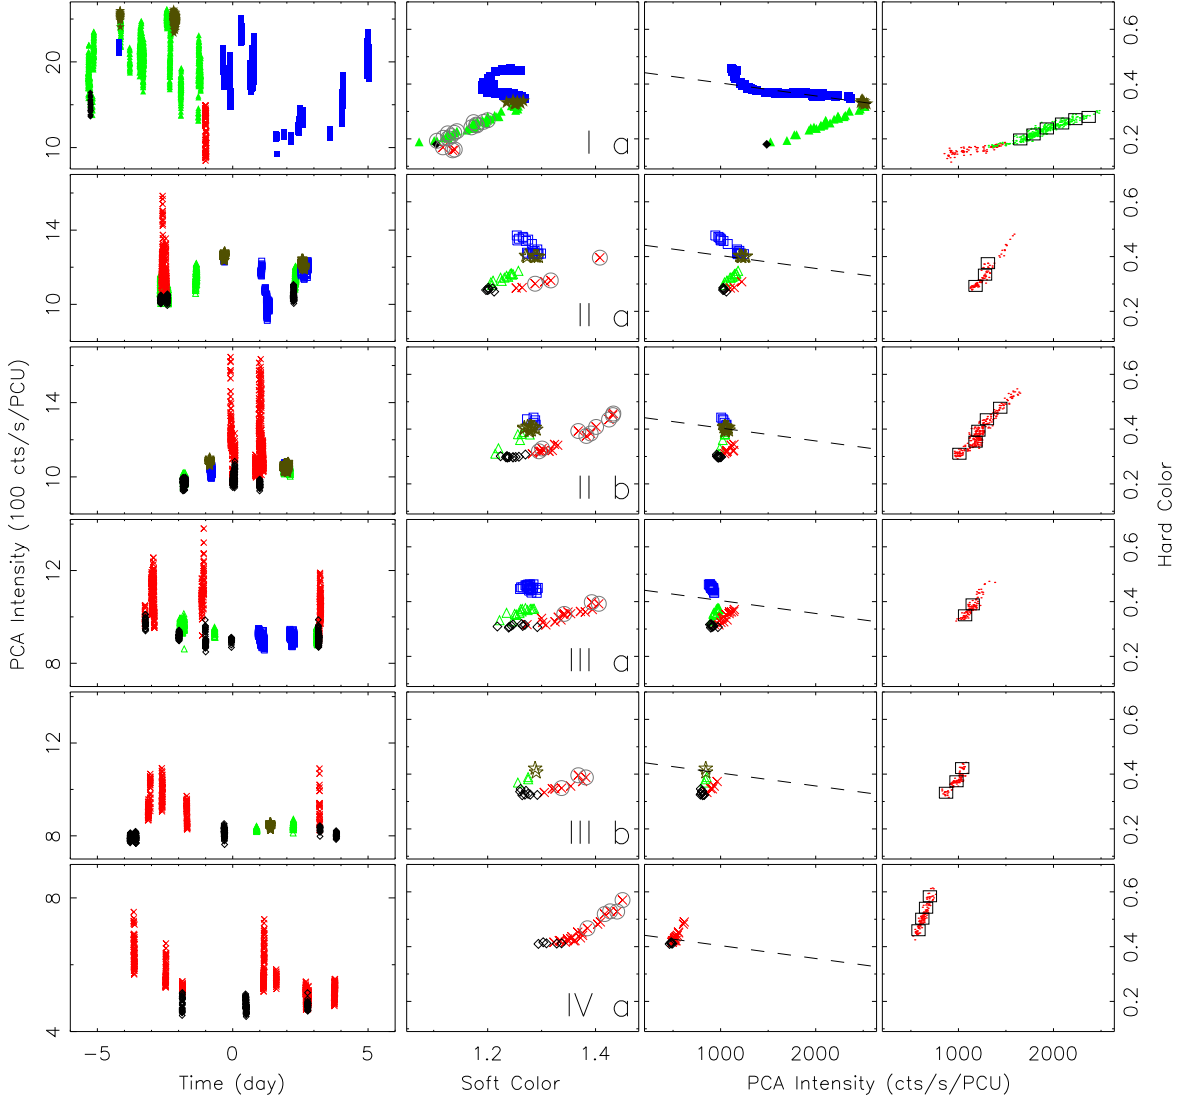 20
10
I a
0.6
0.4
0.2
14
10
II a
0.6
0.4
0.2
14
10
II b
0.6
0.4
0.2
12
8
III a
0.6
0.4
0.2
12
8
III b
0.6
0.4
0.2
8
4
IV a
0.6
0.4
0.2
PCA Intensity (100 cts/s/PCU)
Hard Color
−5 0 5
1.2 1.4
1000 2000
1000 2000
Time (day)
Soft Color
PCA Intensity (cts/s/PCU)